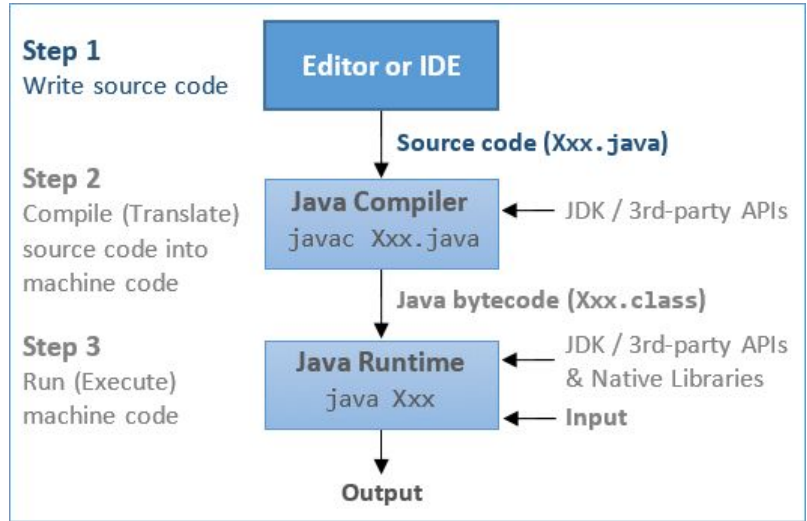 Step 1
Write source code
Editor or IDE
Source code (Xxx.java)
Step 2
Compile (Translate)
source code into
machine code
Java Compiler
javac Xxx.java
JDK / 3rd-party APIs
Java bytecode (Xxx.class)
Step 3
Run (Execute)
machine code
Java Runtime
java Xxx
JDK / 3rd-party APIs
& Native Libraries
Input
Output